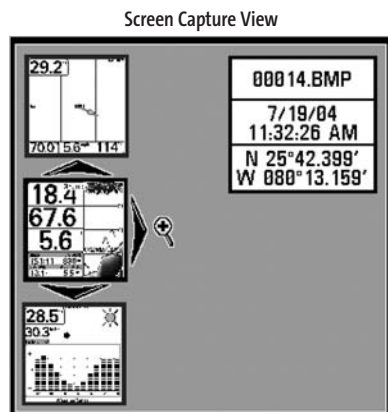 Screen Capture View
29.2'
70.01 5.6 114
18.4
67.6
5.6
28.5'
30.3
00014.BMP
7/19/04
11:32:26 AM
N 25°42.399'
W 080°13.159'